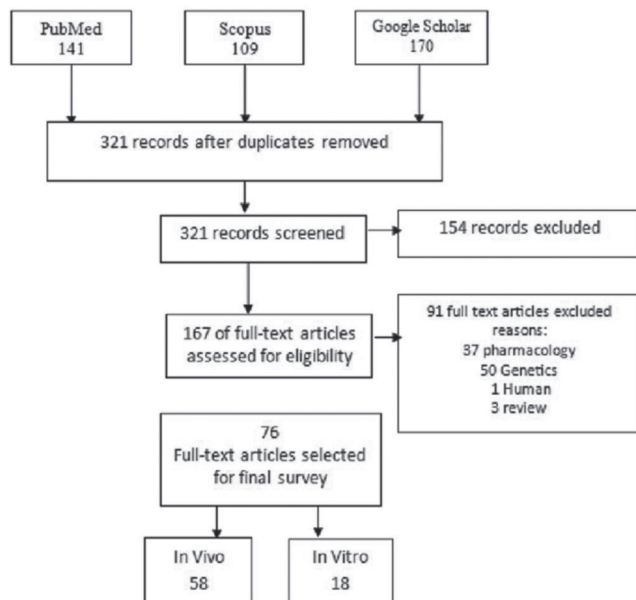 PubMed
141
Scopus
109
Google Scholar
170
321 records after duplicates removed
321 records screened
154 records excluded
167 of full-text articles
assessed for eligibility
91 full text articles excluded
reasons:
37 pharmacology
50 Genetics
1 Human
3 review
76
Full-text articles selected
for final survey
In Vivo
58
In Vitro
18